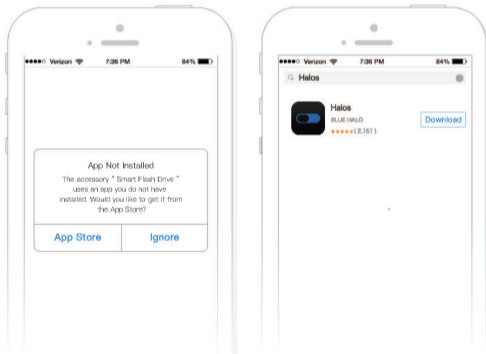 Verizon 7:36 PM 84%
App Not Installed
The accessory " Smart Flash Drive "
uses an app you do not have
installed. Would you like to get it from
the App Store?
App Store Ignore
Verizon 7:36 PM 84%
Halos
Halos
BLUE HALO
(2,151)
Download